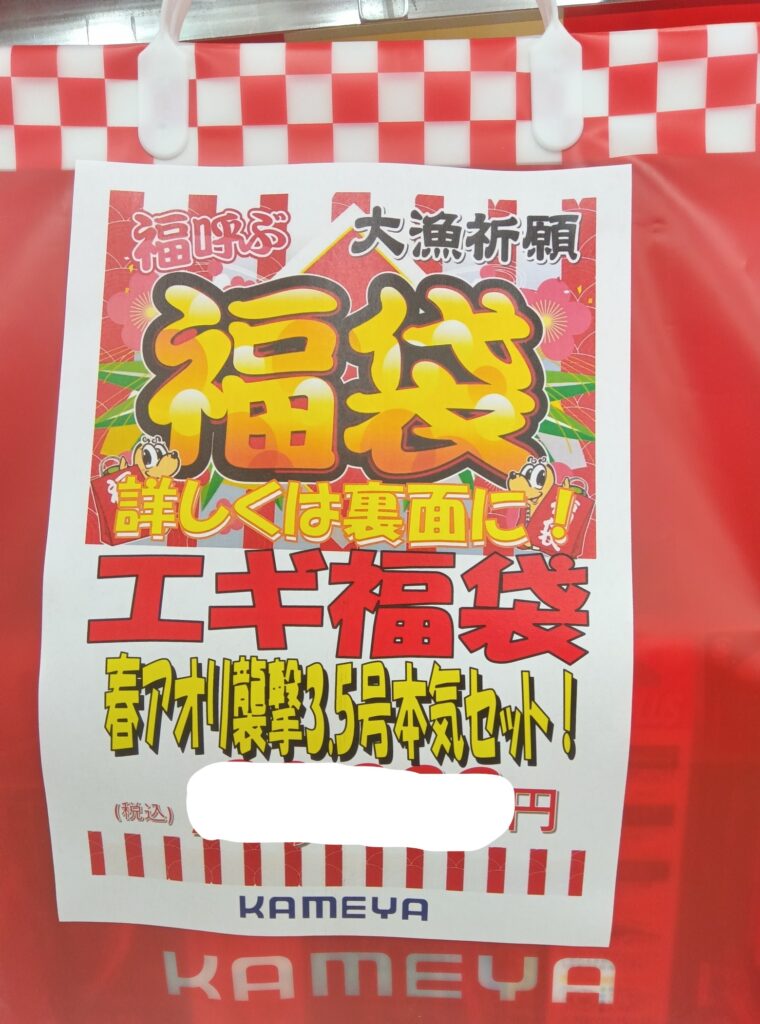 福呼ぶ 大漁祈願
福袋
詳しくは裏面に!
エギ福袋
春アオリ襲撃3.5号本気セット!
(税込) 円
KAMEYA
KAMEYA